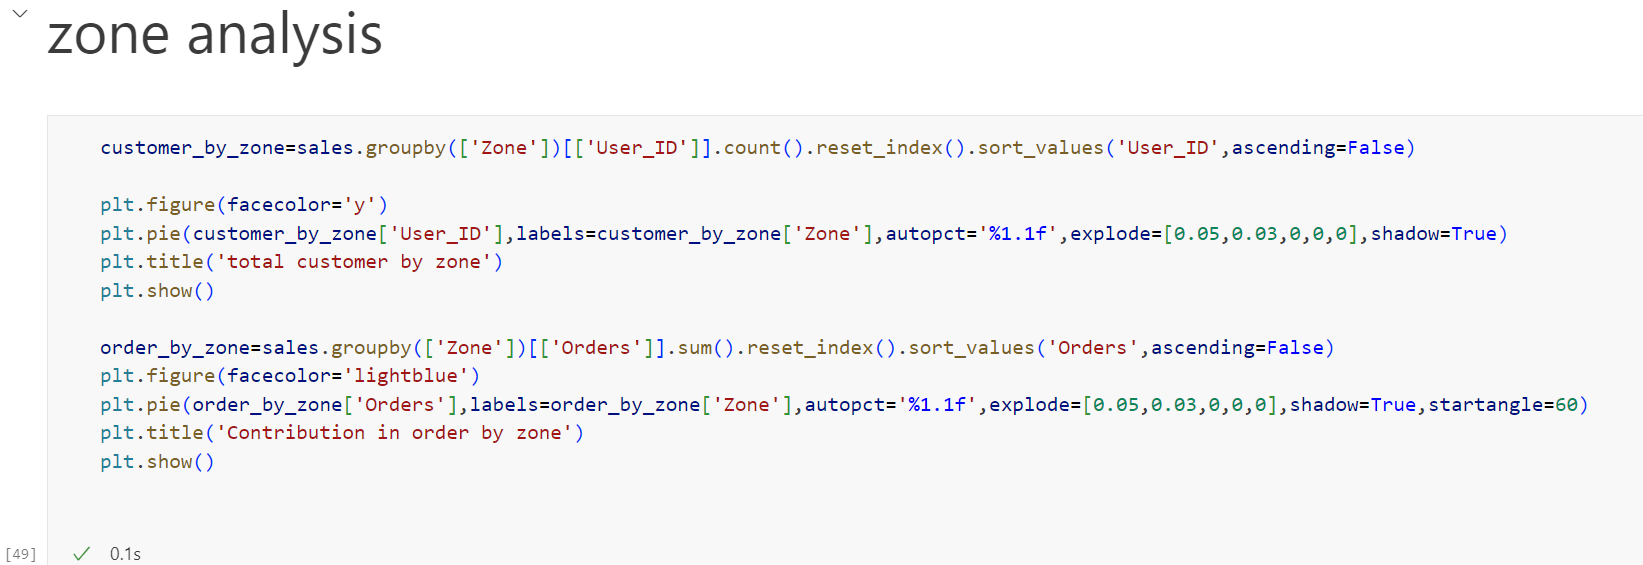 zone analysis
customer_by_zone=sales.groupby(['Zone'])[['User_ID']].count().reset_index().sort_values('User_ID',ascending=False)
plt.figure(facecolor='y')
plt.pie(customer_by_zone['User_ID'],labels=customer_by_zone['Zone'],autopct='%1.1f',explode=[0.05,0.03,0,0,0],shadow=True)
plt.title('total customer by zone')
plt.show()
order_by_zone=sales.groupby(['Zone'])[['Orders']].sum().reset_index().sort_values('Orders',ascending=False)
plt.figure(facecolor='lightblue')
plt.pie(order_by_zone['Orders'],labels=order_by_zone['Zone'],autopct='%1.1f',explode=[0.05,0.03,0,0,0],shadow=True,startangle=60)
plt.title('Contribution in order by zone')
plt.show()
[49] 0.1s